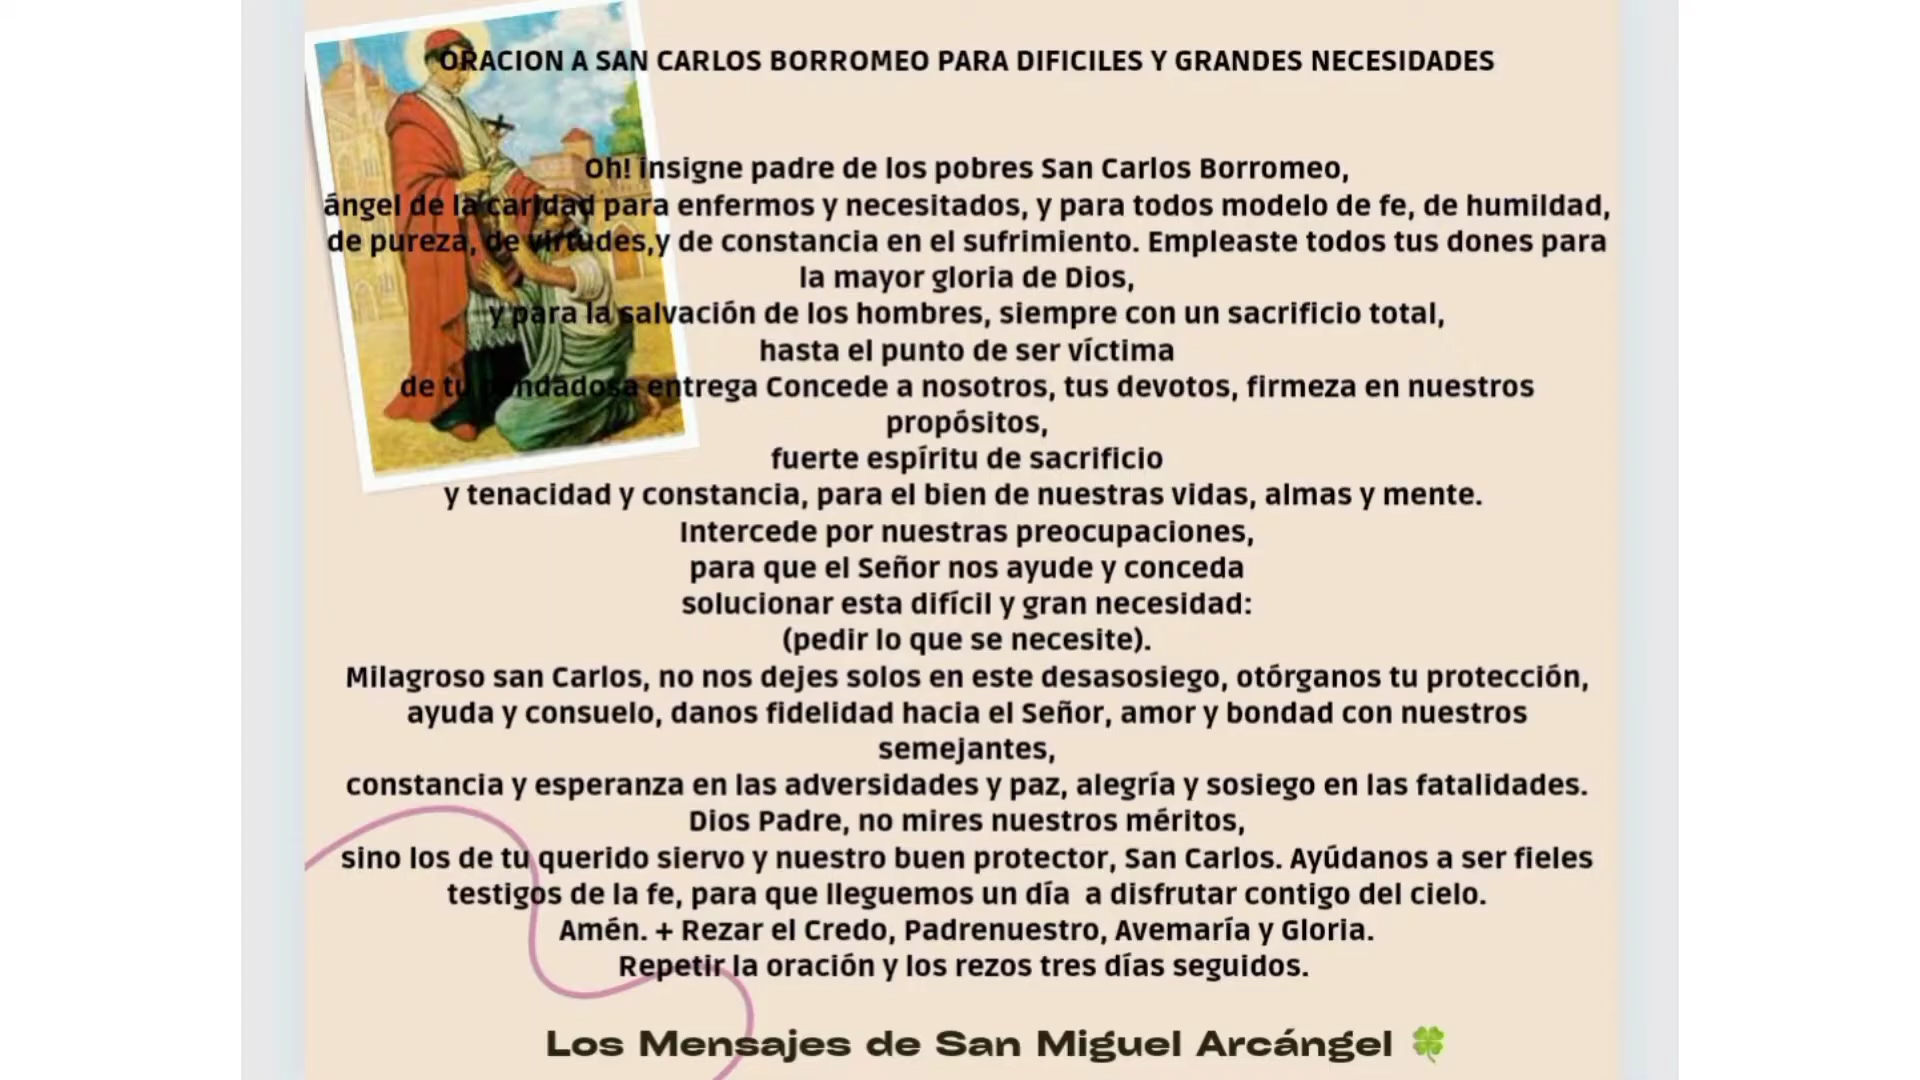 ORACION A SAN CARLOS BORROMEO PARA DIFICILES Y GRANDES NECESIDADES
Oh! insigne padre de los pobres San Carlos Borromeo,
ángel de la caridad para enfermos y necesitados, y para todos modelo de fe, de humildad,
de pureza, de virtudes,y de constancia en el sufrimiento. Empleaste todos tus dones para
la mayor gloria de Dios,
y para la salvación de los hombres, siempre con un sacrificio total,
hasta el punto de ser víctima
de tu entrega Concede a nosotros, tus devotos, firmeza en nuestros
propósitos,
fuerte espíritu de sacrificio
y tenacidad y constancia, para el bien de nuestras vidas, almas y mente.
Intercede por nuestras preocupaciones,
para que el Señor nos ayude y conceda
solucionar esta difícil y gran necesidad:
(pedir lo que se necesite).
Milagroso san Carlos, no nos dejes solos en este desasosiego, otórganos tu protección,
ayuda y consuelo, danos fidelidad hacia el Señor, amor y bondad con nuestros
semejantes,
constancia y esperanza en las adversidades y paz, alegría y sosiego en las fatalidades.
Dios Padre, no mires nuestros méritos,
sino los de tu querido siervo y nuestro buen protector, San Carlos. Ayúdanos a ser fieles
testigos de la fe, para que lleguemos un día a disfrutar contigo del cielo.
Amén. + Rezar el Credo, Padrenuestro, Avemaría y Gloria.
Repetir la oración y los rezos tres días seguidos.
Los Mensajes de San Miguel Arcángel 🍀